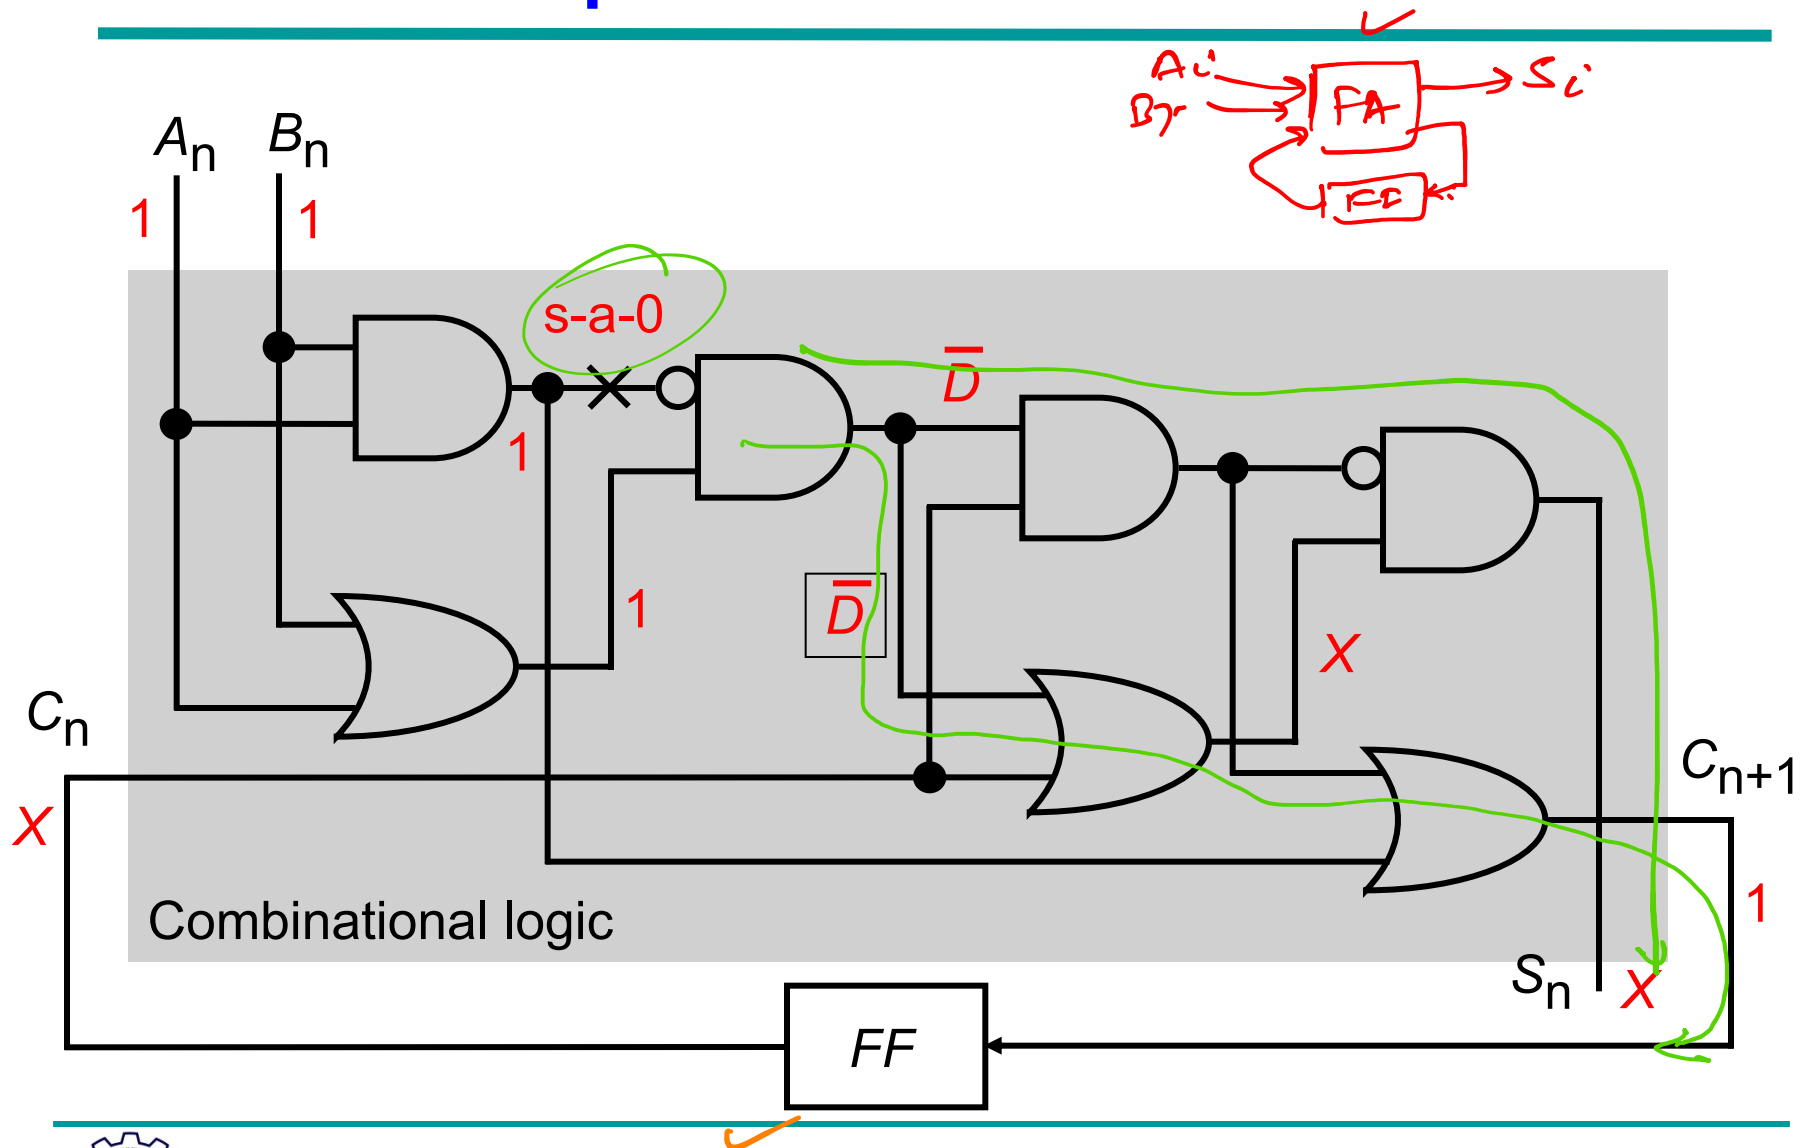 Ai
Si
FA
FF
An
Bn
1
1
s-a-0
D̅
1
1
D̅
X
Cn
Cn+1
X
1
Combinational logic
Sn
X
FF